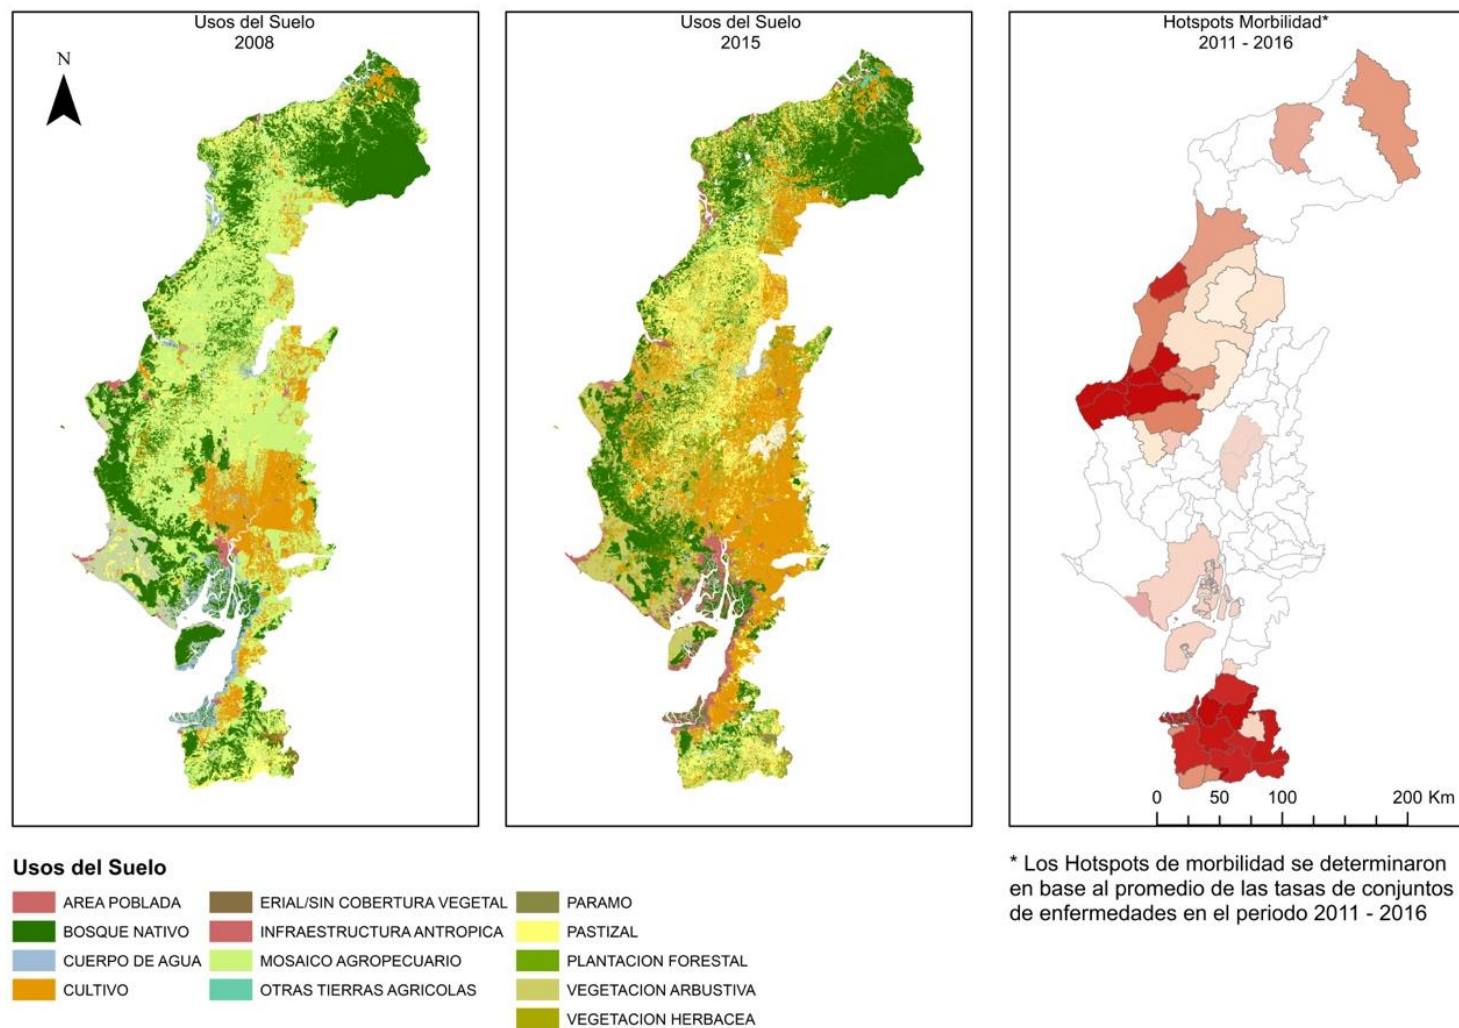 Usos del Suelo
2008
N
Usos del Suelo
2015
Hotspots Morbilidad*
2011 - 2016
0 50 100 200 Km
Usos del Suelo
AREA POBLADA
BOSQUE NATIVO
CUERPO DE AGUA
CULTIVO
ERIAL/SIN COBERTURA VEGETAL
INFRAESTRUCTURA ANTROPICA
MOSAICO AGROPECUARIO
OTRAS TIERRAS AGRICOLAS
PARAMO
PASTIZAL
PLANTACION FORESTAL
VEGETACION ARBUSTIVA
VEGETACION HERBACEA
* Los Hotspots de morbilidad se determinaron
en base al promedio de las tasas de conjuntos
de enfermedades en el periodo 2011 - 2016